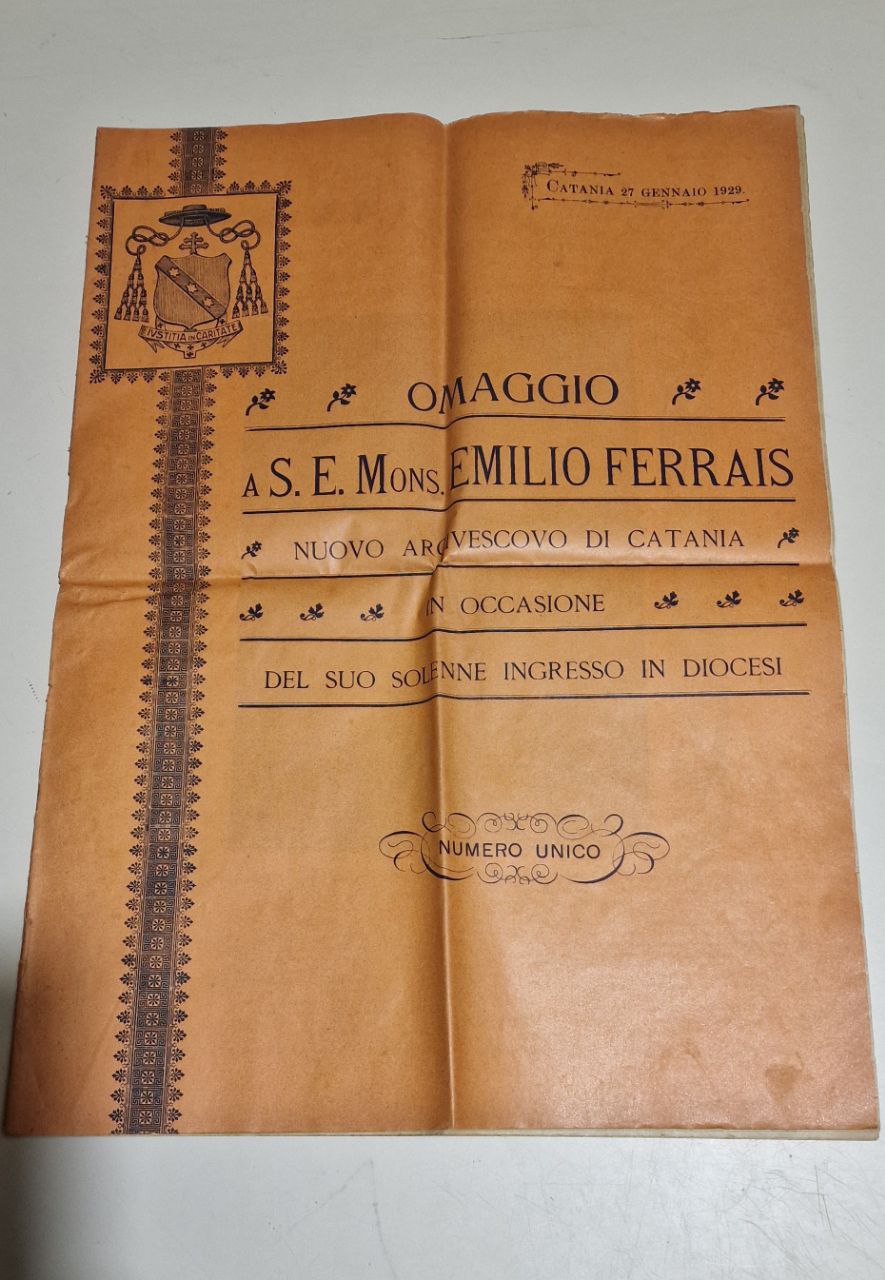 CATANIA 27 GENNAIO 1929.
IVSTITIA IN CARITATE
OMAGGIO
A S. E. MONS. EMILIO FERRAIS
NUOVO ARCIVESCOVO DI CATANIA
IN OCCASIONE
DEL SUO SOLENNE INGRESSO IN DIOCESI
NUMERO UNICO